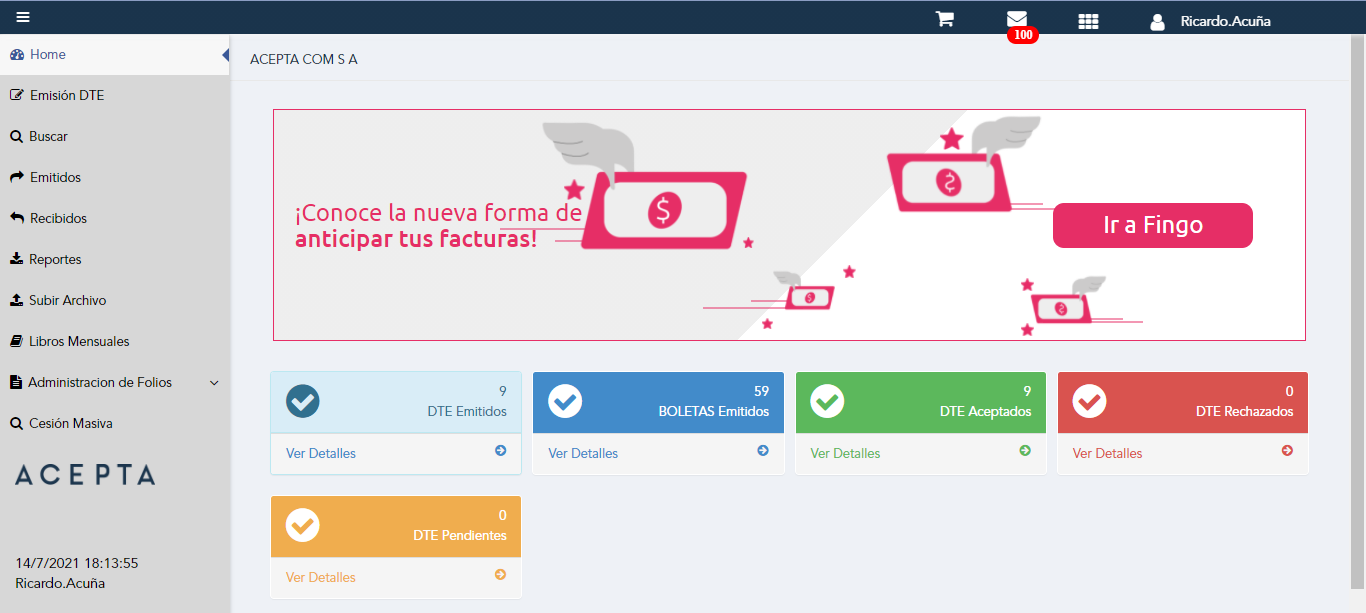 100
Ricardo.Acuña
Home
ACEPTA COM S A
Emisión DTE
Buscar
Emitidos
Recibidos
Reportes
Subir Archivo
Libros Mensuales
Administracion de Folios
Cesión Masiva
ACEPTA
14/7/2021 18:13:55
Ricardo.Acuña
¡Conoce la nueva forma de
anticipar tus facturas!
$
$
$
$
Ir a Fingo
9
DTE Emitidos
Ver Detalles
59
BOLETAS Emitidos
Ver Detalles
9
DTE Aceptados
Ver Detalles
0
DTE Rechazados
Ver Detalles
0
DTE Pendientes
Ver Detalles